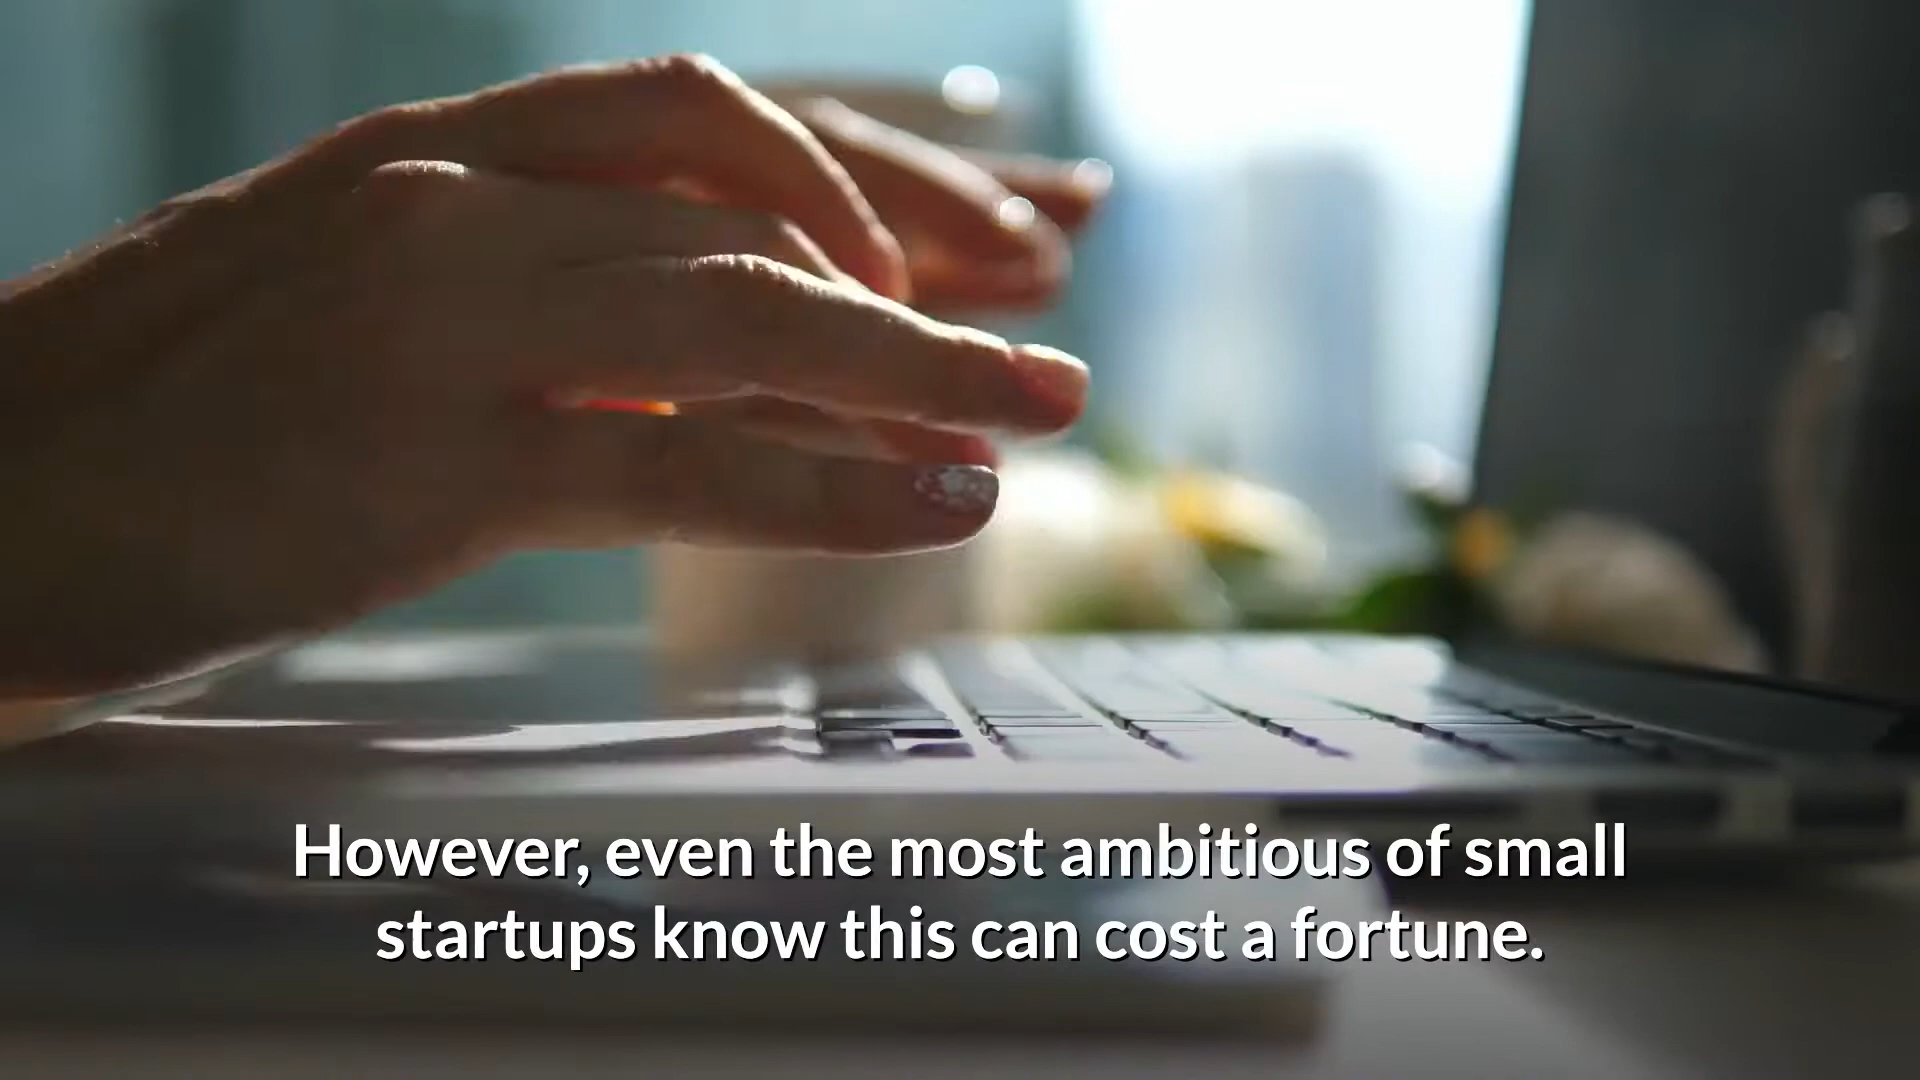 However, even the most ambitious of small
startups know this can cost a fortune.